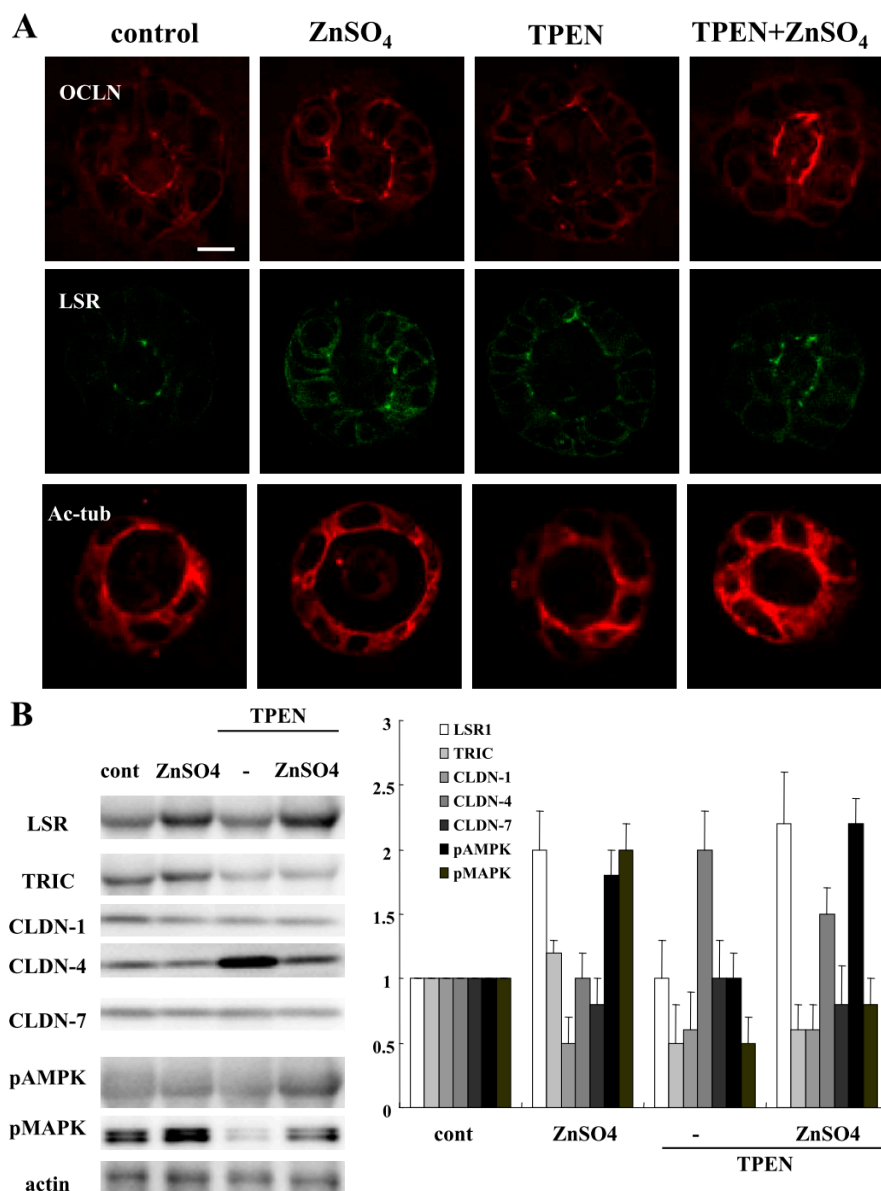 A
control ZnSO4 TPEN TPEN+ZnSO4
OCLN
LSR
Ac-tub
B
TPEN
cont ZnSO4 - ZnSO4
LSR
TRIC
CLDN-1
CLDN-4
CLDN-7
pAMPK
pMAPK
actin
3
2.5
2
1.5
1
0.5
0
LSR1
TRIC
CLDN-1
CLDN-4
CLDN-7
pAMPK
pMAPK
cont ZnSO4 - ZnSO4
TPEN